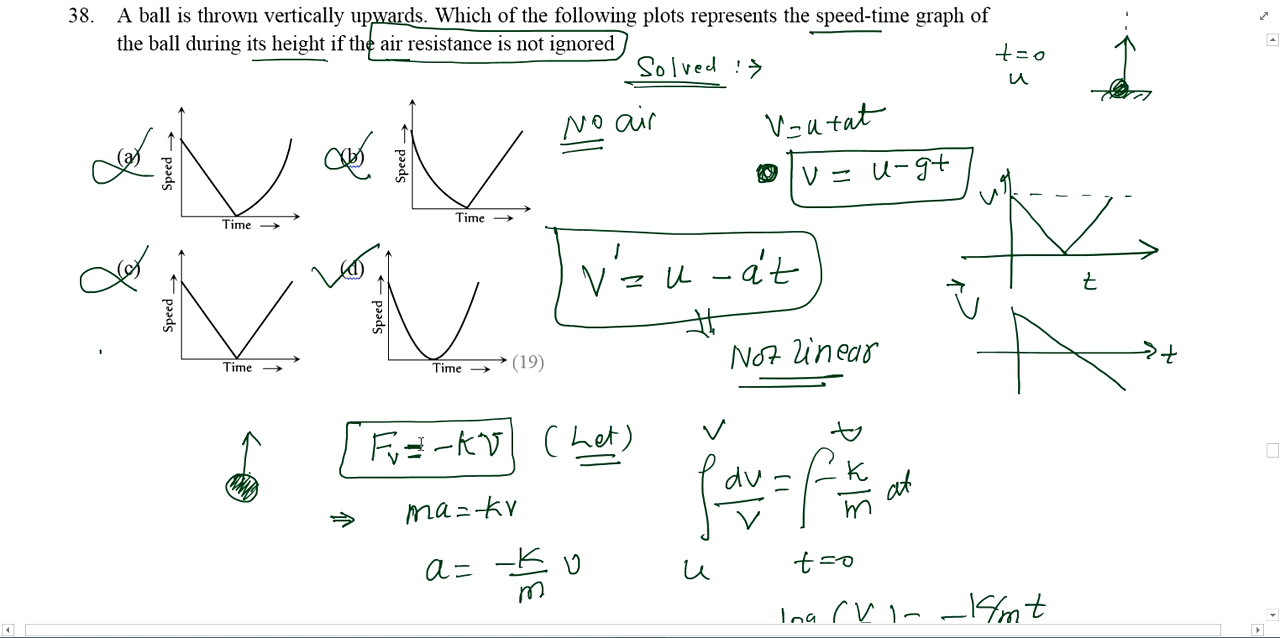 38. A ball is thrown vertically upwards. Which of the following plots represents the speed-time graph of
the ball during its height if the air resistance is not ignored
Solved :→
t=0
u
(a)
Speed →
Time →
(b)
Speed →
Time →
NO air
V=u+at
V = u-gt
V
t
(c)
Speed →
Time →
(d)
Speed →
Time →
(19)
V' = u - a't
Not linear
V
t
Fv = -kv (Let)
⇒ ma = -kv
a = -k/m v
∫ dv/v = ∫ -k/m at
v
t
u
t=0
log (V) = -k/m t